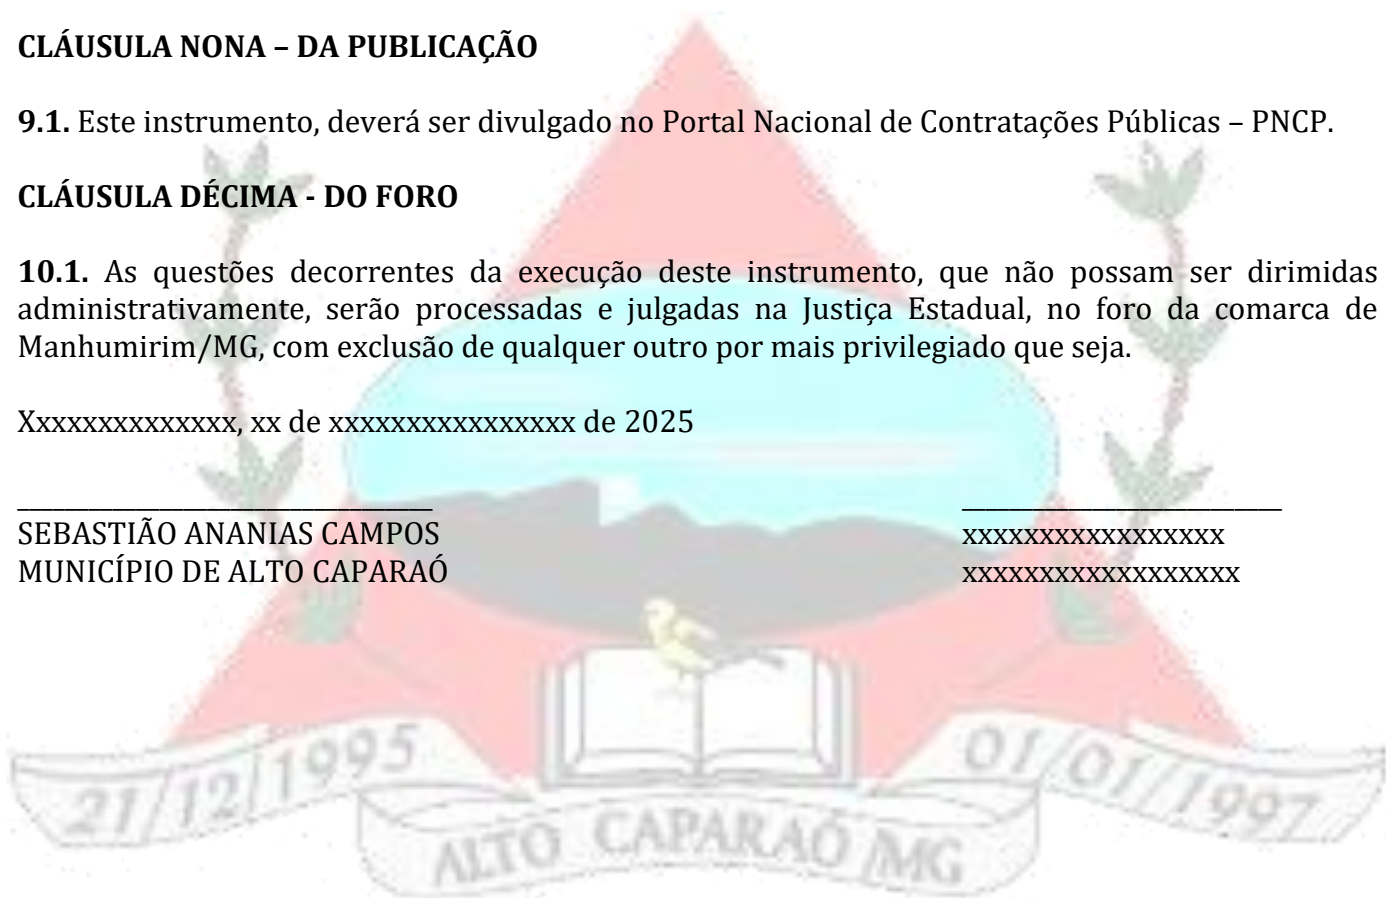 CLÁUSULA NONA – DA PUBLICAÇÃO
9.1. Este instrumento, deverá ser divulgado no Portal Nacional de Contratações Públicas – PNCP.
CLÁUSULA DÉCIMA - DO FORO
10.1. As questões decorrentes da execução deste instrumento, que não possam ser dirimidas
administrativamente, serão processadas e julgadas na Justiça Estadual, no foro da comarca de
Manhumirim/MG, com exclusão de qualquer outro por mais privilegiado que seja.
Xxxxxxxxxxxxxxx, xx de xxxxxxxxxxxxxxxx de 2025
___________________________________ ___________________________
SEBASTIÃO ANANIAS CAMPOS xxxxxxxxxxxxxxxxx
MUNICÍPIO DE ALTO CAPARAÓ xxxxxxxxxxxxxxxxxx
21/12/1995 01/01/1997
ALTO CAPARAÓ MG